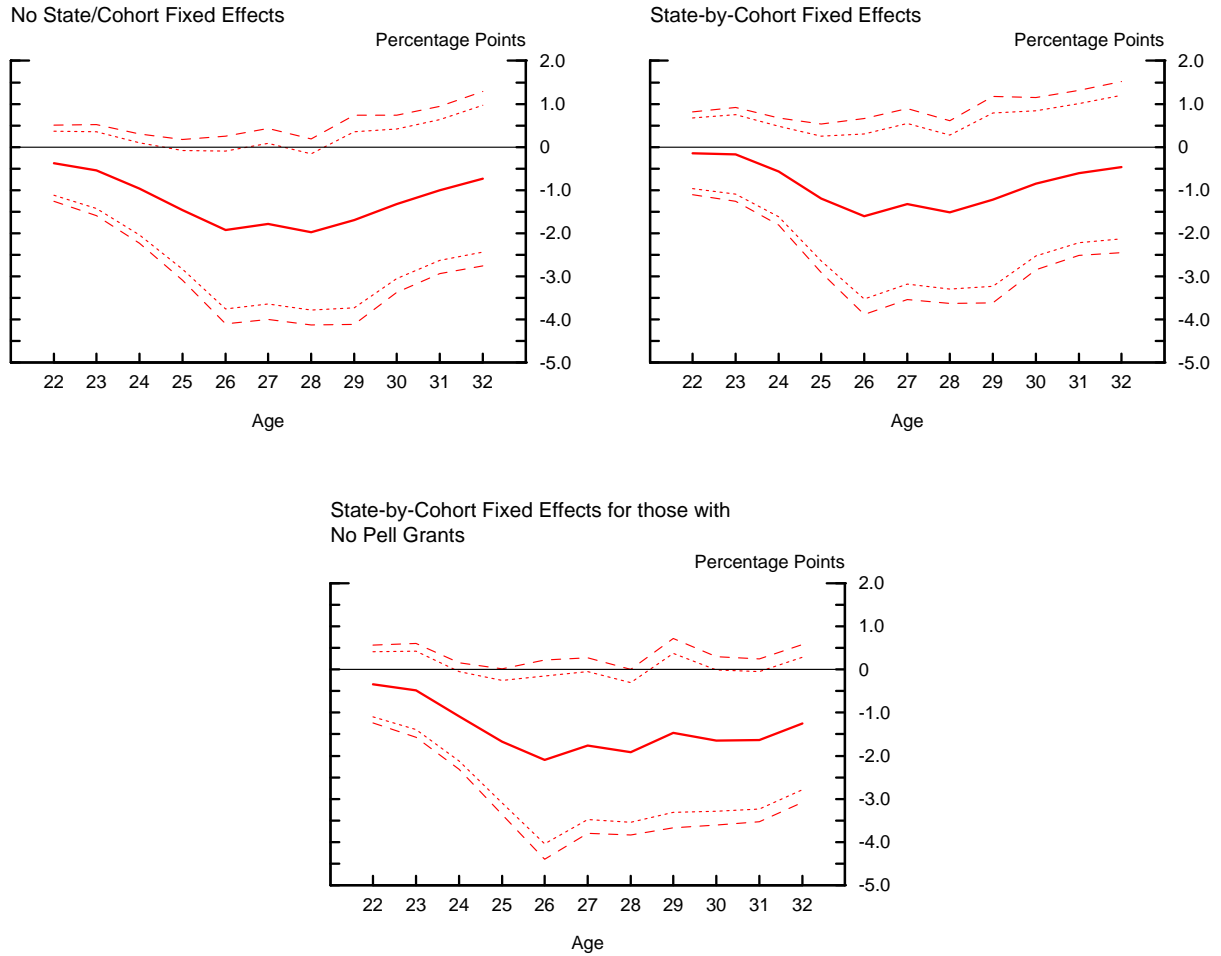 No State/Cohort Fixed Effects
Percentage Points
2.0
1.0
0
-1.0
-2.0
-3.0
-4.0
-5.0
22 23 24 25 26 27 28 29 30 31 32
Age
State-by-Cohort Fixed Effects
Percentage Points
2.0
1.0
0
-1.0
-2.0
-3.0
-4.0
-5.0
22 23 24 25 26 27 28 29 30 31 32
Age
State-by-Cohort Fixed Effects for those with
No Pell Grants
Percentage Points
2.0
1.0
0
-1.0
-2.0
-3.0
-4.0
-5.0
22 23 24 25 26 27 28 29 30 31 32
Age